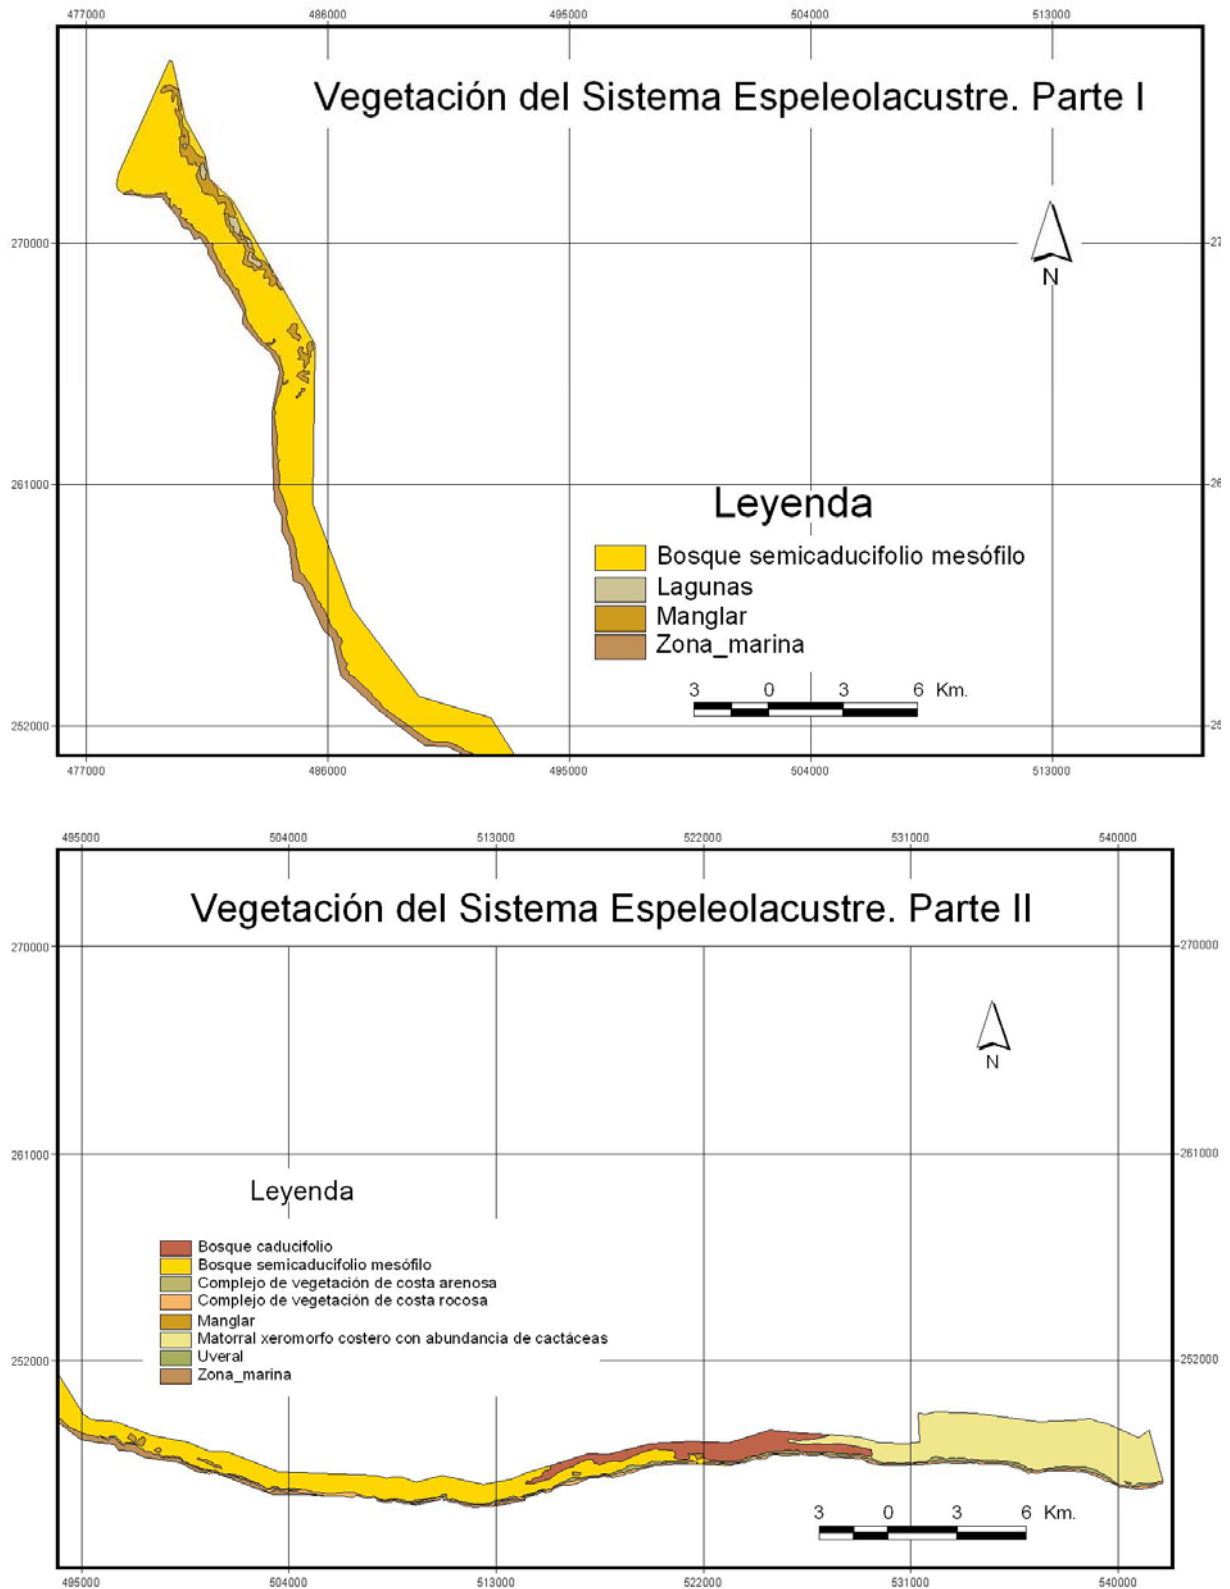 477000 486000 495000 504000 513000
Vegetación del Sistema Espeleolacustre. Parte I
270000 27
N
261000 26
Leyenda
Bosque semicaducifolio mesófilo
Lagunas
Manglar
Zona_marina
3 0 3 6 Km.
252000 25
477000 486000 495000 504000 513000
495000 504000 513000 522000 531000 540000
Vegetación del Sistema Espeleolacustre. Parte II
270000 270000
N
261000 261000
Leyenda
Bosque caducifolio
Bosque semicaducifolio mesófilo
Complejo de vegetación de costa arenosa
Complejo de vegetación de costa rocosa
Manglar
Matorral xeromorfo costero con abundancia de cactáceas
Uveral
Zona_marina
252000 252000
3 0 3 6 Km.
495000 504000 513000 522000 531000 540000